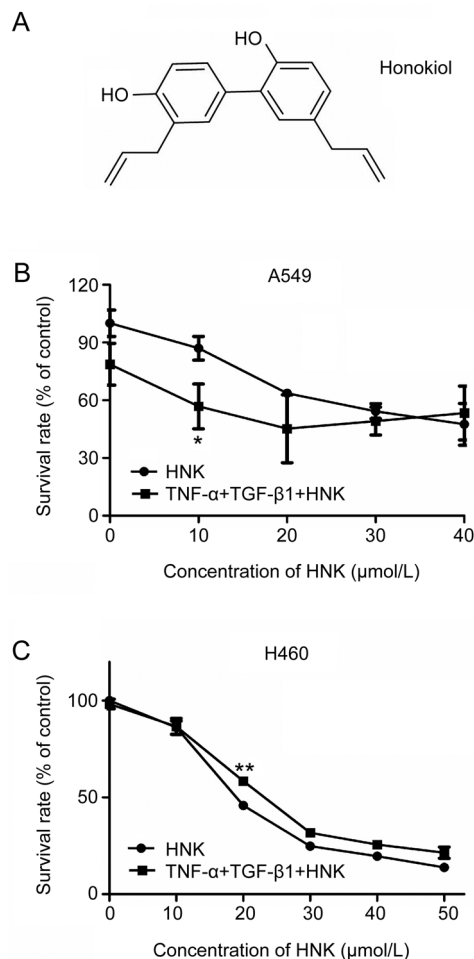 A
HO
HO
Honokiol
B
A549
120
90
60
30
0
Survival rate (% of control)
*
HNK
TNF-α+TGF-β1+HNK
0 10 20 30 40
Concentration of HNK (μmol/L)
C
H460
100
50
0
Survival rate (% of control)
**
HNK
TNF-α+TGF-β1+HNK
0 10 20 30 40 50
Concentration of HNK (μmol/L)